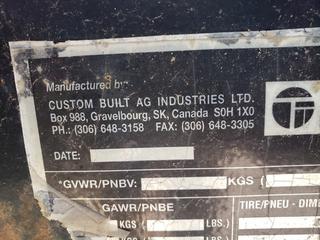 Manufactured by:
CUSTOM BUILT AG INDUSTRIES LTD.
Box 988, Gravelbourg, SK, Canada S0H 1X0
PH.: (306) 648-3158 FAX: (306) 648-3305
DATE:
*GVWR/PNBV: KGS (
GAWR/PNBE TIRE/PNEU - DIM
KGS ( LBS.)
KGS ( LBS.)